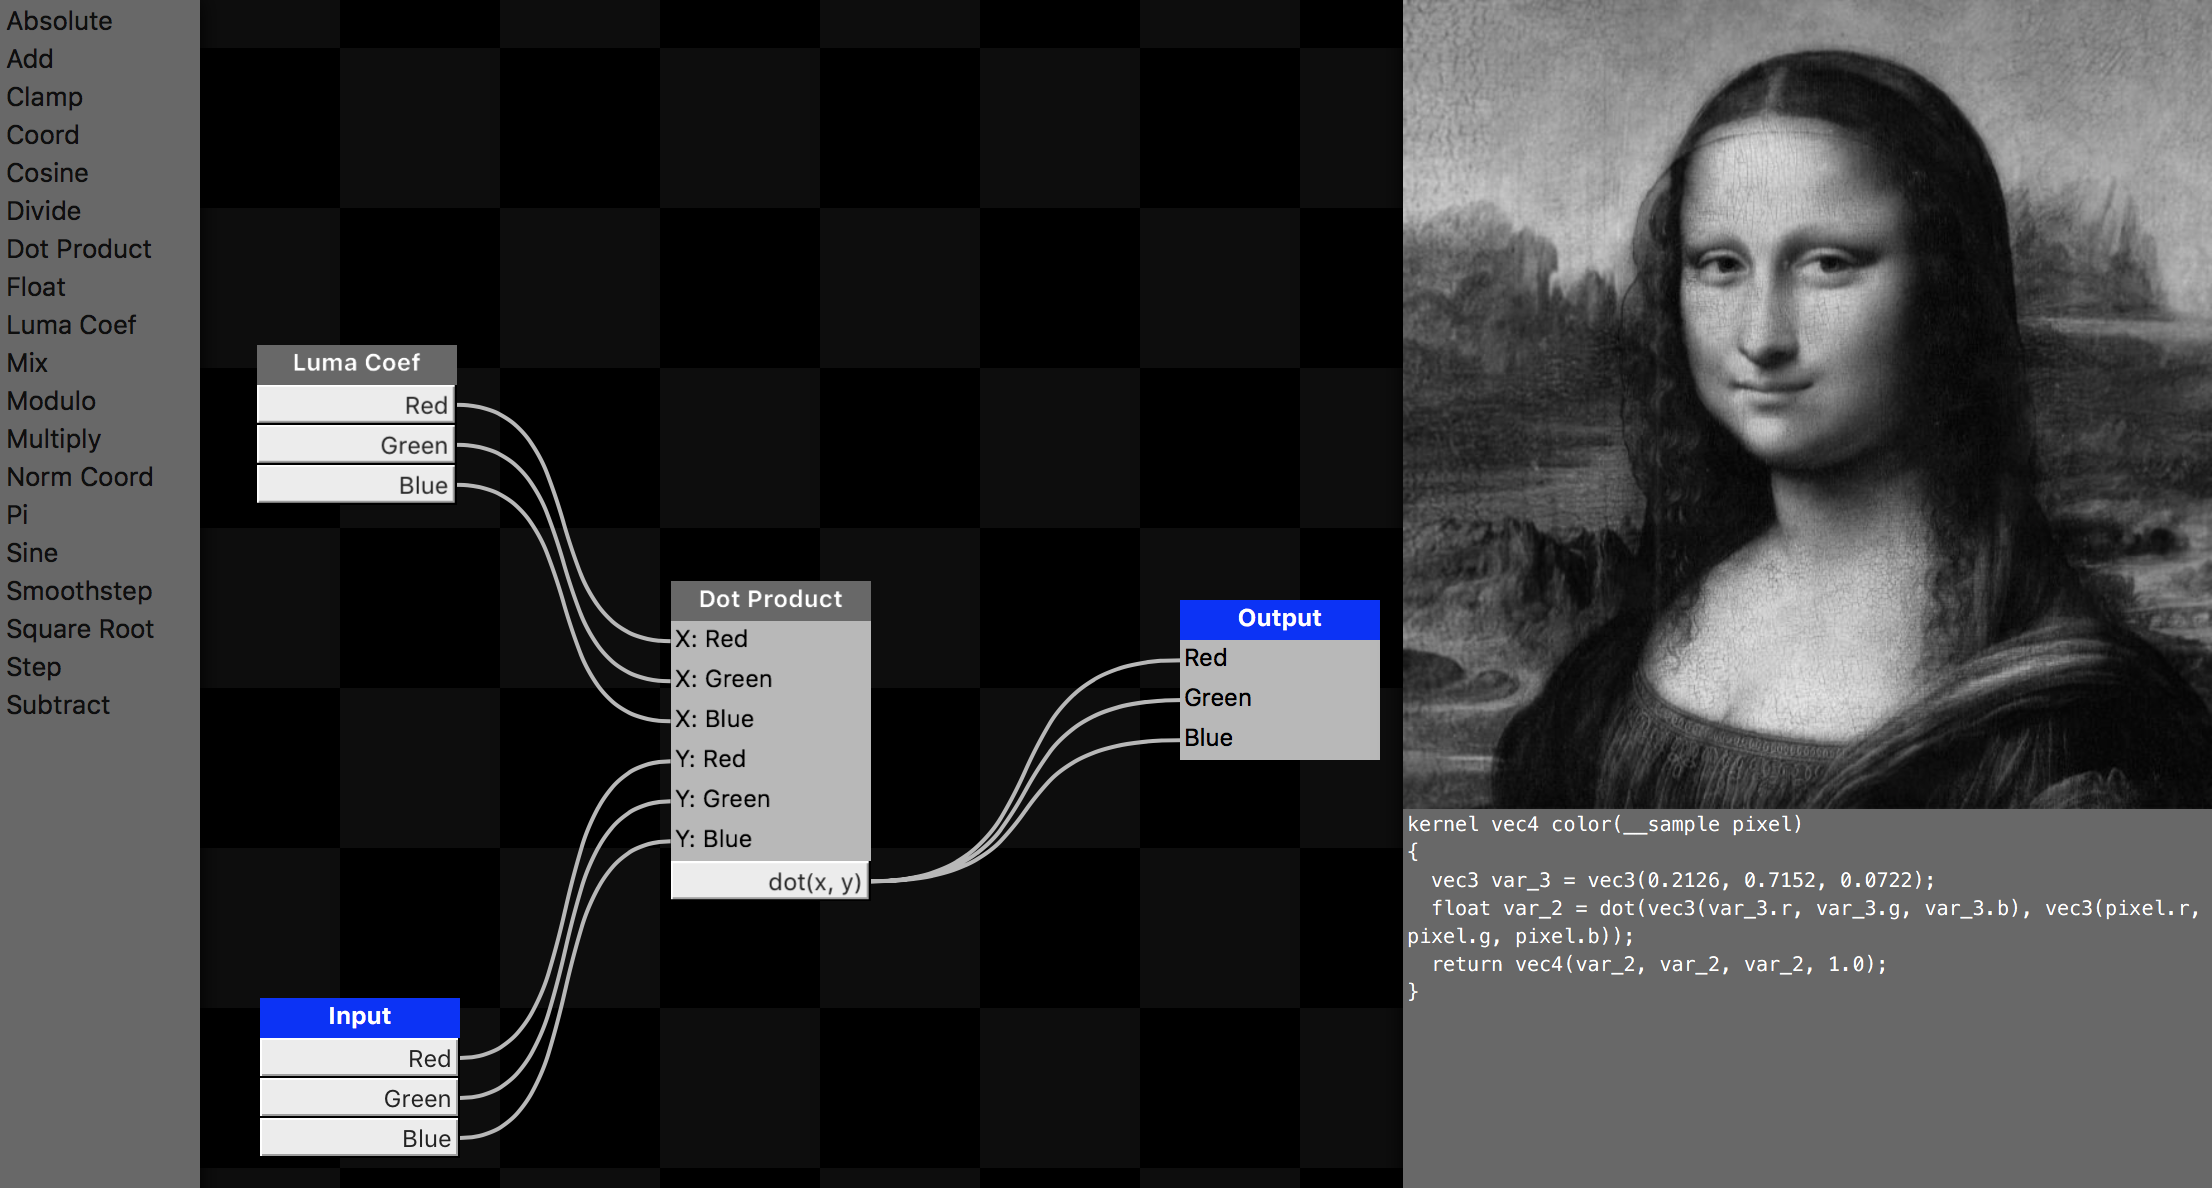 Absolute
Add
Clamp
Coord
Cosine
Divide
Dot Product
Float
Luma Coef
Mix
Modulo
Multiply
Norm Coord
Pi
Sine
Smoothstep
Square Root
Step
Subtract
Luma Coef
Red
Green
Blue
Dot Product
X: Red
X: Green
X: Blue
Y: Red
Y: Green
Y: Blue
dot(x, y)
Input
Red
Green
Blue
Output
Red
Green
Blue
kernel vec4 color(__sample pixel)
{
  vec3 var_3 = vec3(0.2126, 0.7152, 0.0722);
  float var_2 = dot(vec3(var_3.r, var_3.g, var_3.b), vec3(pixel.r,
pixel.g, pixel.b));
  return vec4(var_2, var_2, var_2, 1.0);
}